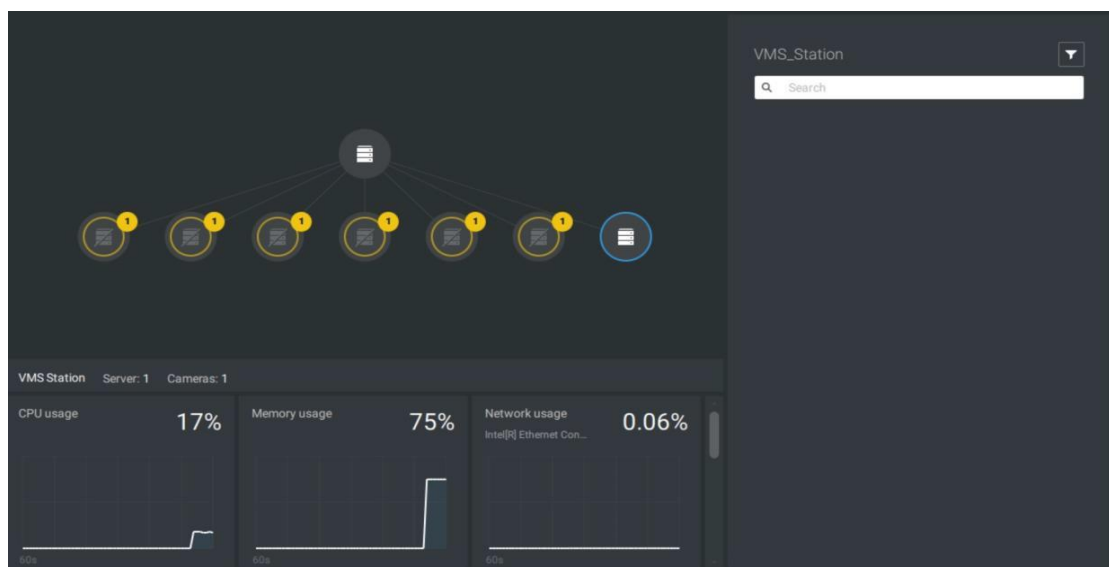 VMS_Station
Search
1 1 1 1 1 1
VMS Station Server: 1 Cameras: 1
CPU usage 17%
Memory usage 75%
Network usage 0.06%
Intel[R] Ethernet Con...
60s 60s 60s